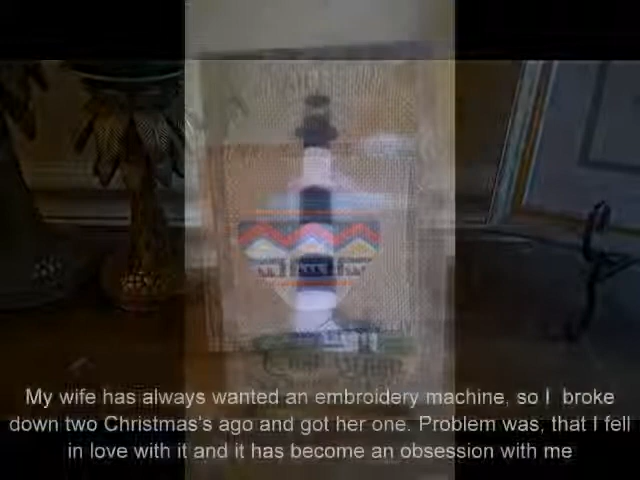 My wife has always wanted an embroidery machine, so I  broke
down two Christmas's ago and got her one. Problem was, that I fell
in love with it and it has become an obsession with me